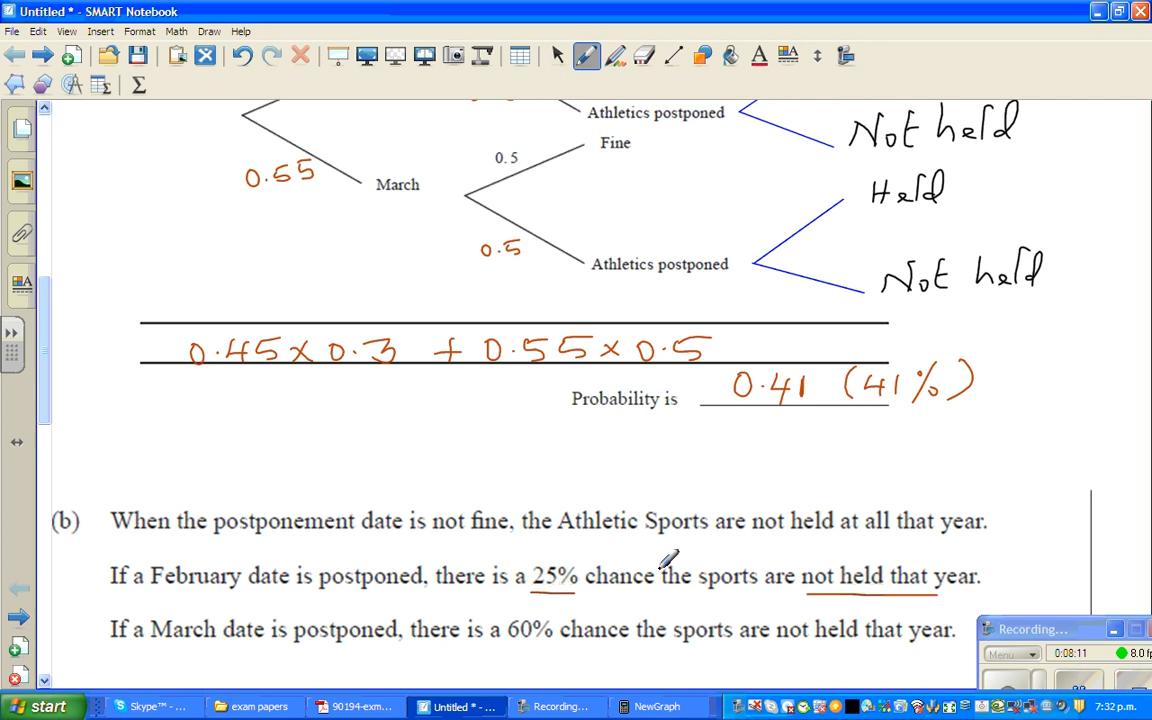 Untitled * - SMART Notebook
File Edit View Insert Format Math Draw Help
Athletics postponed
Not held
Fine
0.5
0.55
March
Held
0.5
Athletics postponed
Not held
0.45 x 0.3 + 0.55 x 0.5
Probability is 0.41 (41%)
(b) When the postponement date is not fine, the Athletic Sports are not held at all that year.
If a February date is postponed, there is a 25% chance the sports are not held that year.
If a March date is postponed, there is a 60% chance the sports are not held that year.
Recording...
Menu 0:08:11 8.0 f
start Skype™ - ... exam papers 90194-exm... Untitled * - ... Recording... NewGraph 7:32 p.m.